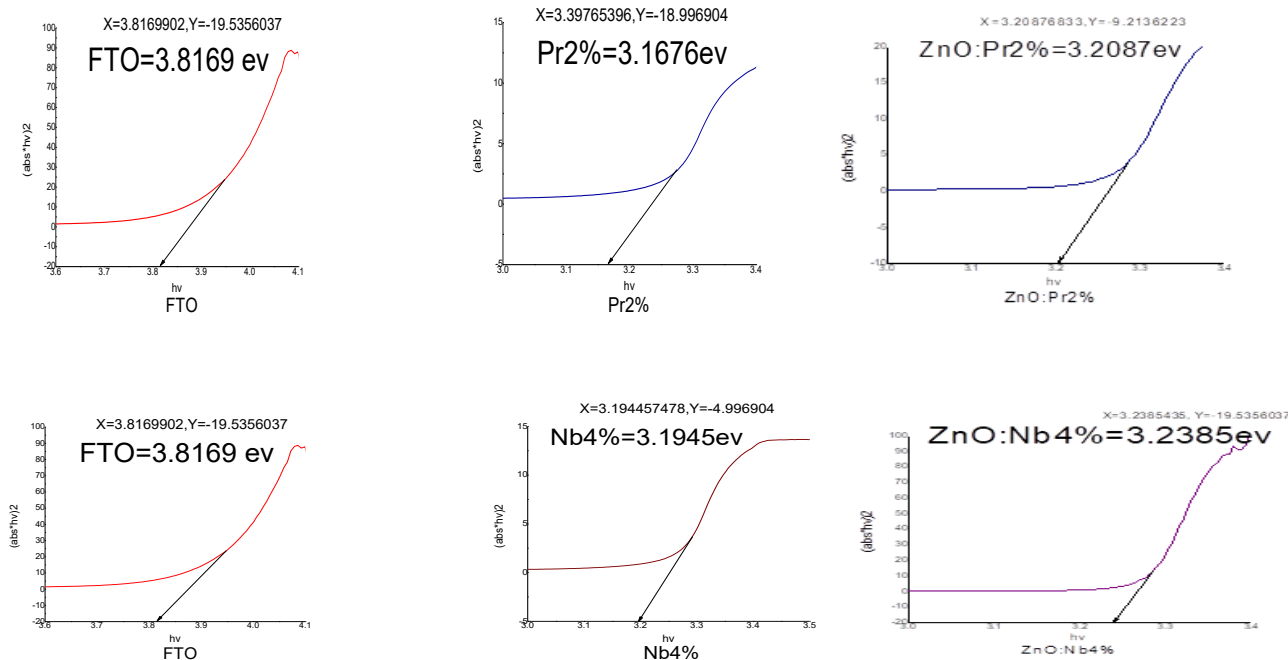 X=3.8169902,Y=-19.5356037
FTO=3.8169 ev
(abs*hv)2
100
90
80
70
60
50
40
30
20
10
0
-10
-20
3.6
3.7
3.8
3.9
4.0
4.1
hv
FTO
X=3.39765396,Y=-18.996904
Pr2%=3.1676ev
(abs*hv)2
15
10
5
0
-5
3.0
3.1
3.2
3.3
3.4
hv
Pr2%
X=3.20876833,Y=-9.2136223
ZnO:Pr2%=3.2087ev
(abs*hv)2
20
15
10
5
0
-5
-10
3.0
3.1
3.2
3.3
3.4
hv
ZnO:Pr2%
X=3.8169902,Y=-19.5356037
FTO=3.8169 ev
(abs*hv)2
100
90
80
70
60
50
40
30
20
10
0
-10
-20
3.6
3.7
3.8
3.9
4.0
4.1
hv
FTO
X=3.194457478,Y=-4.996904
Nb4%=3.1945ev
(abs*hv)2
15
10
5
0
-5
3.0
3.1
3.2
3.3
3.4
3.5
hv
Nb4%
X=3.2385435, Y=-19.5356037
ZnO:Nb4%=3.2385ev
(abs*hv)2
100
90
80
70
60
50
40
30
20
10
0
-10
-20
3.0
3.1
3.2
3.3
3.4
hv
ZnO:Nb4%